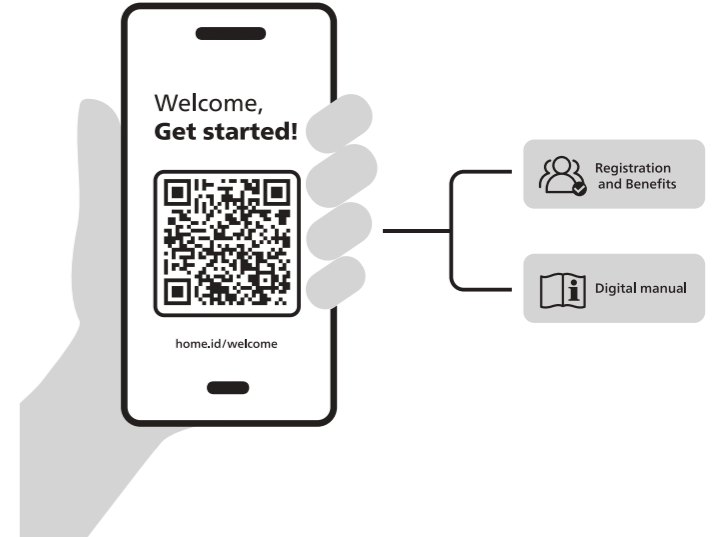 Welcome,
Get started!
home.id/welcome
Registration
and Benefits
Digital manual